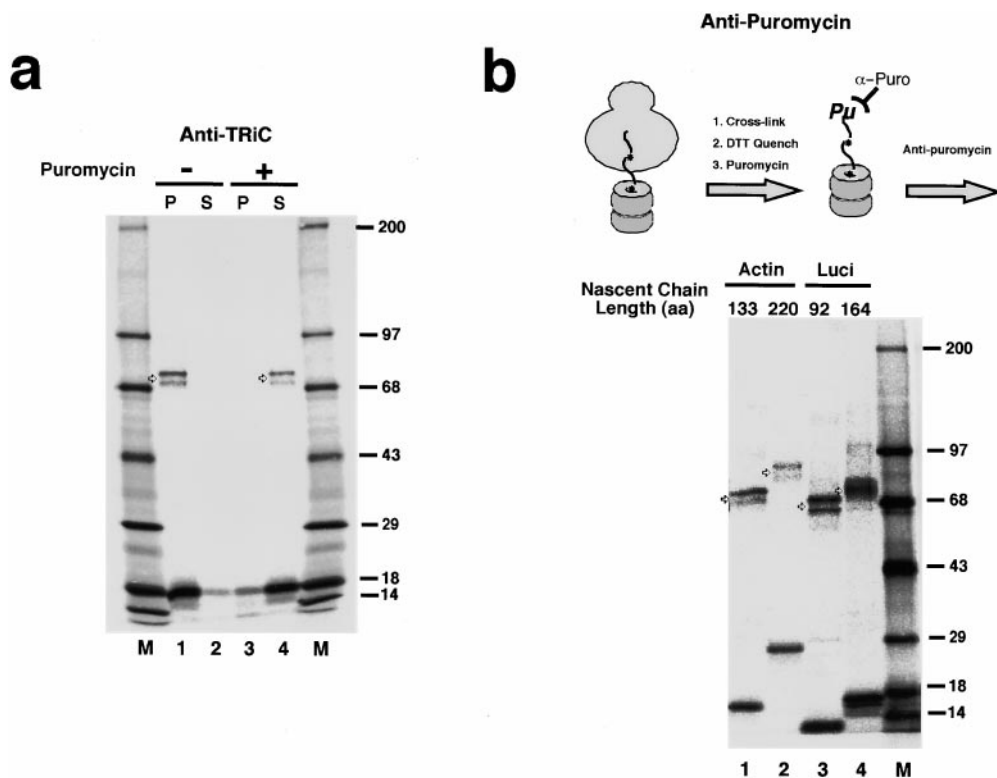 a
Anti-TRiC
Puromycin - +
P S P S
200
97
68
43
29
18
14
M 1 2 3 4 M
Anti-Puromycin
b
α-Puro
Pu
1. Cross-link
2. DTT Quench
3. Puromycin
Anti-puromycin
Actin Luci
Nascent Chain
Length (aa) 133 220 92 164
200
97
68
43
29
18
14
1 2 3 4 M